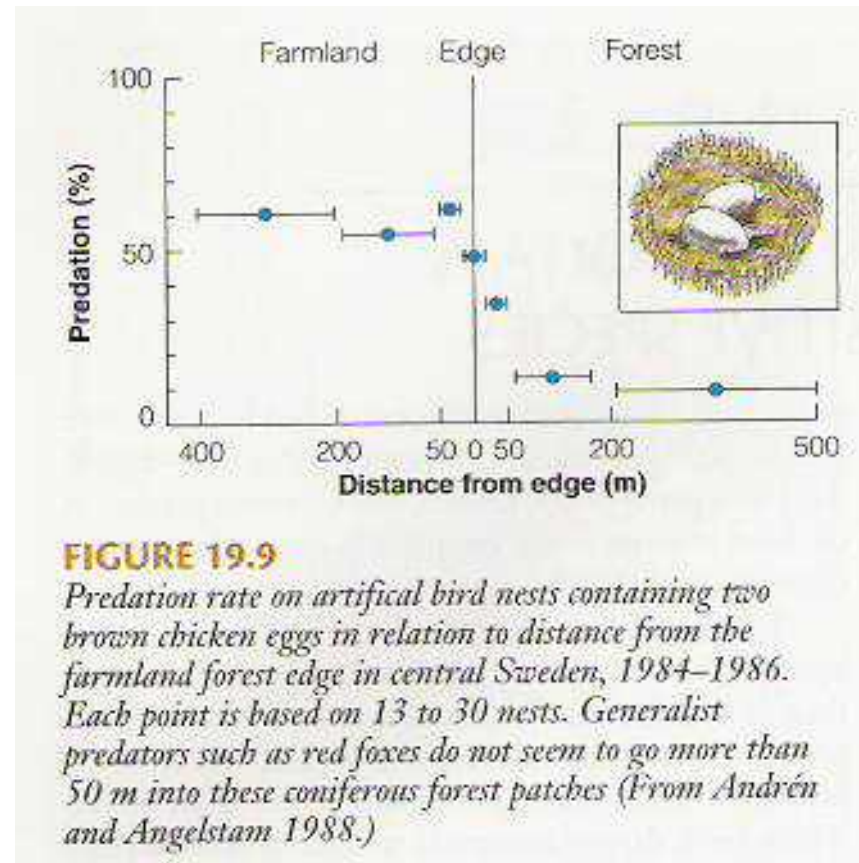 Farmland Edge Forest
100
50
0
Predation (%)
400 200 50 0 50 200 500
Distance from edge (m)
FIGURE 19.9
Predation rate on artifical bird nests containing two
brown chicken eggs in relation to distance from the
farmland forest edge in central Sweden, 1984–1986.
Each point is based on 13 to 30 nests. Generalist
predators such as red foxes do not seem to go more than
50 m into these coniferous forest patches (From Andrén
and Angelstam 1988.)